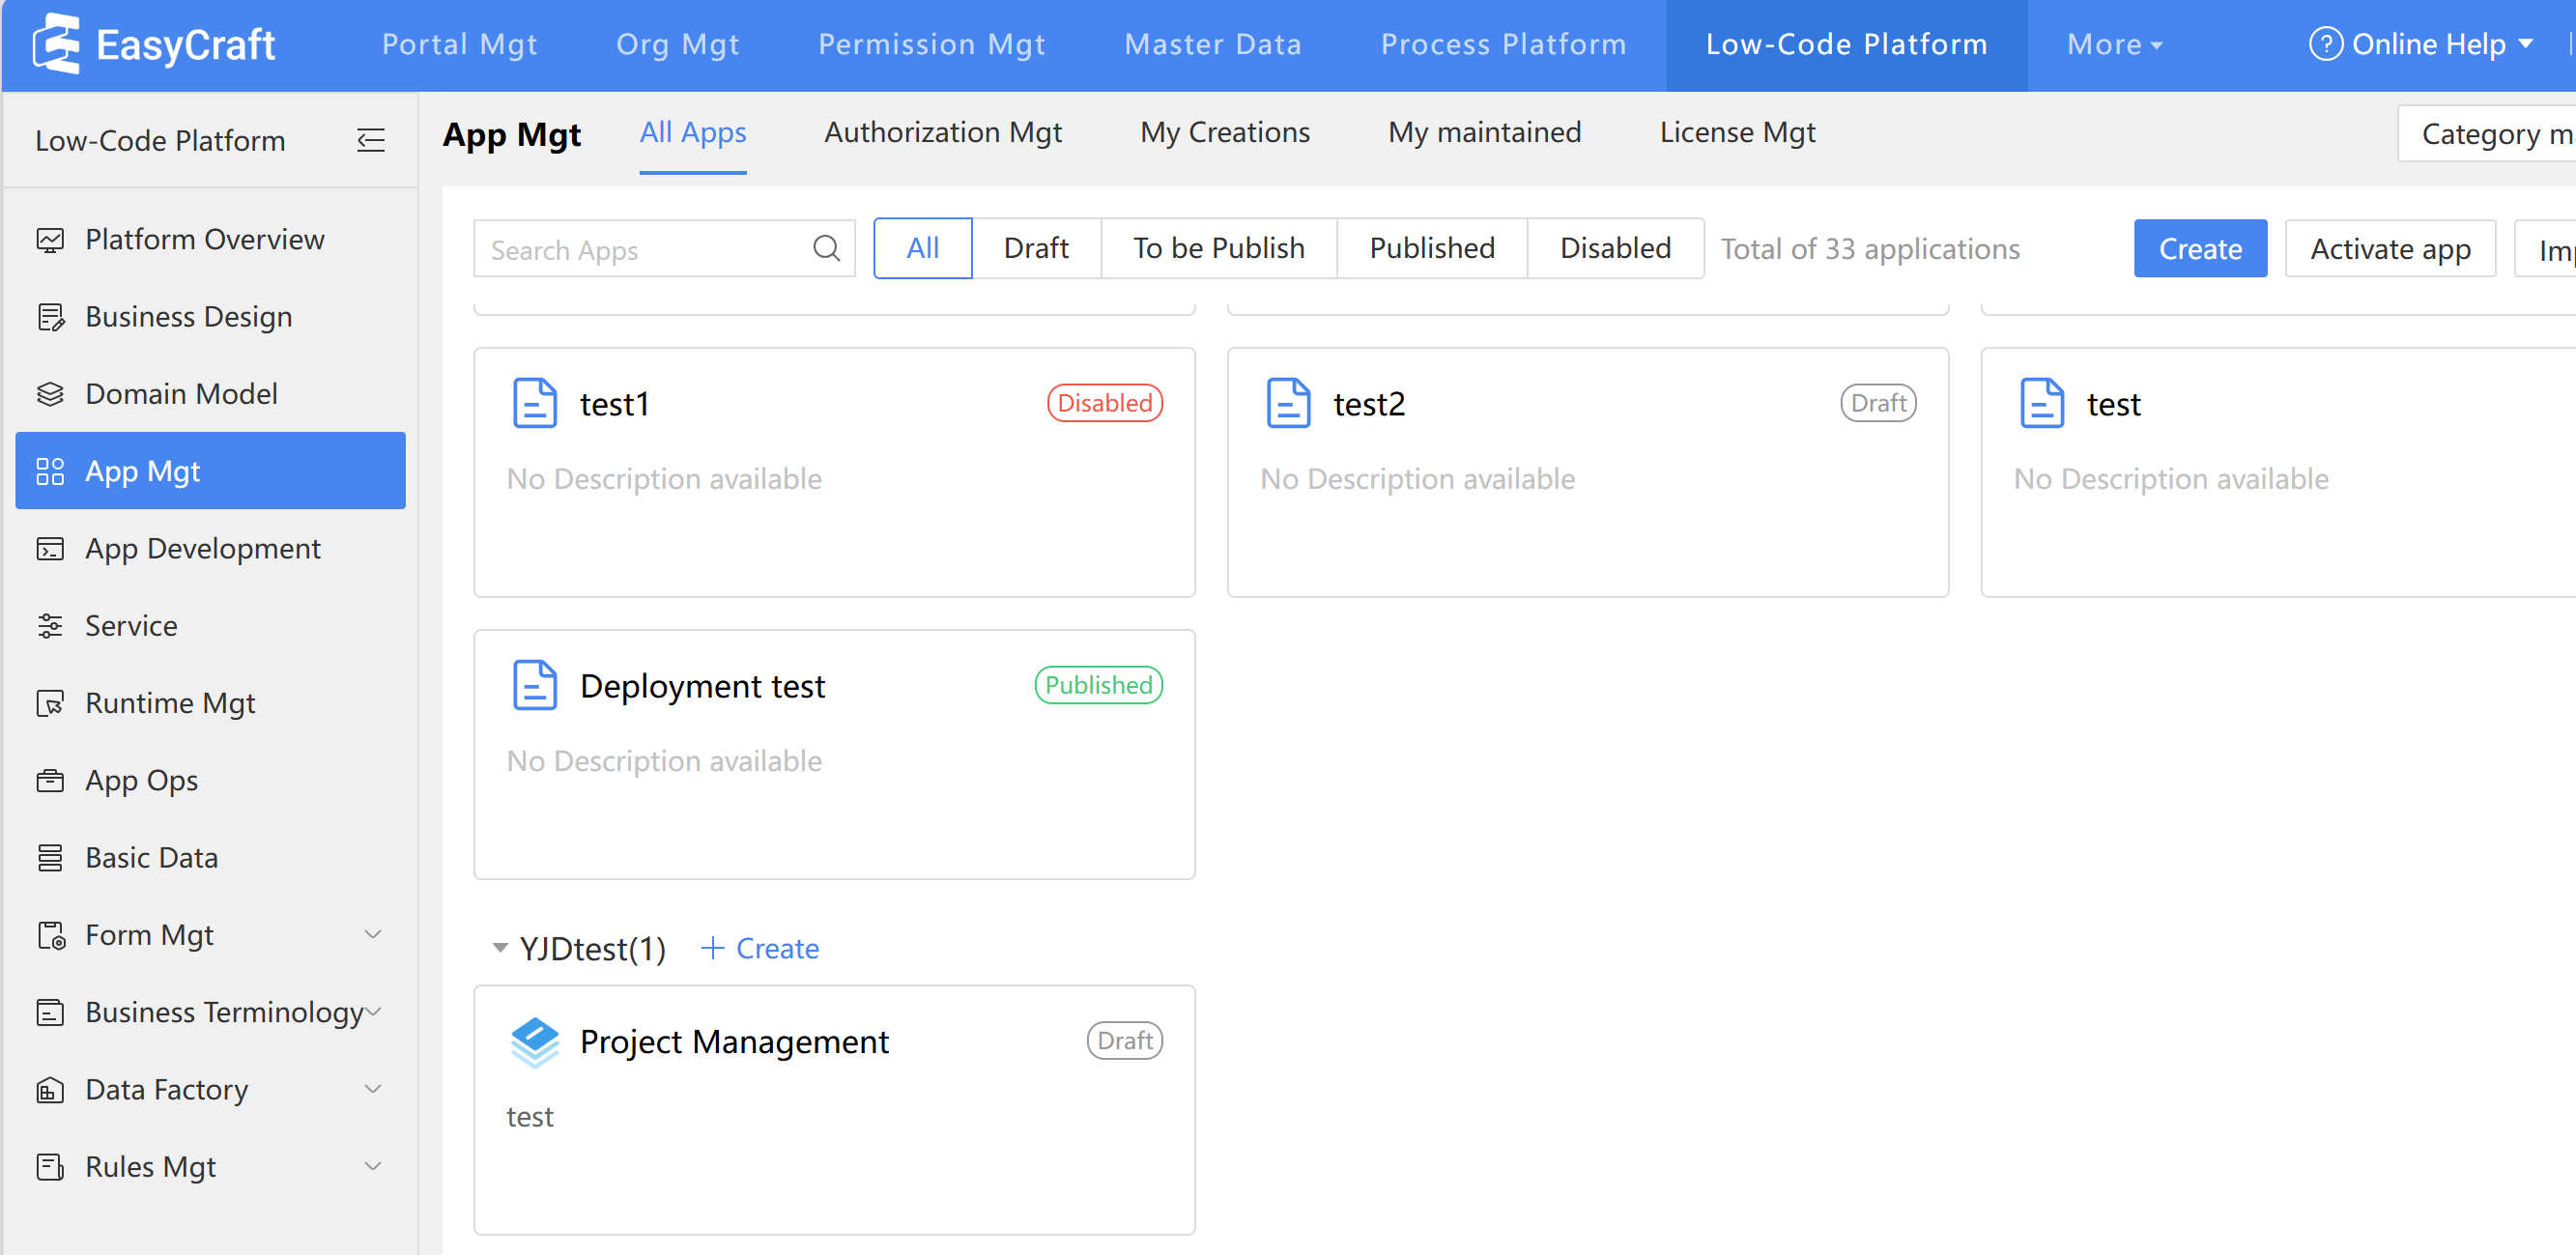 EasyCraft
Portal Mgt
Org Mgt
Permission Mgt
Master Data
Process Platform
Low-Code Platform
More
Online Help
Low-Code Platform
Platform Overview
Business Design
Domain Model
App Mgt
App Development
Service
Runtime Mgt
App Ops
Basic Data
Form Mgt
Business Terminology
Data Factory
Rules Mgt
App Mgt
All Apps
Authorization Mgt
My Creations
My maintained
License Mgt
Category
Search Apps
All
Draft
To be Publish
Published
Disabled
Total of 33 applications
Create
Activate app
test1
Disabled
No Description available
test2
Draft
No Description available
test
No Description available
Deployment test
Published
No Description available
YJDtest(1)
+ Create
Project Management
Draft
test